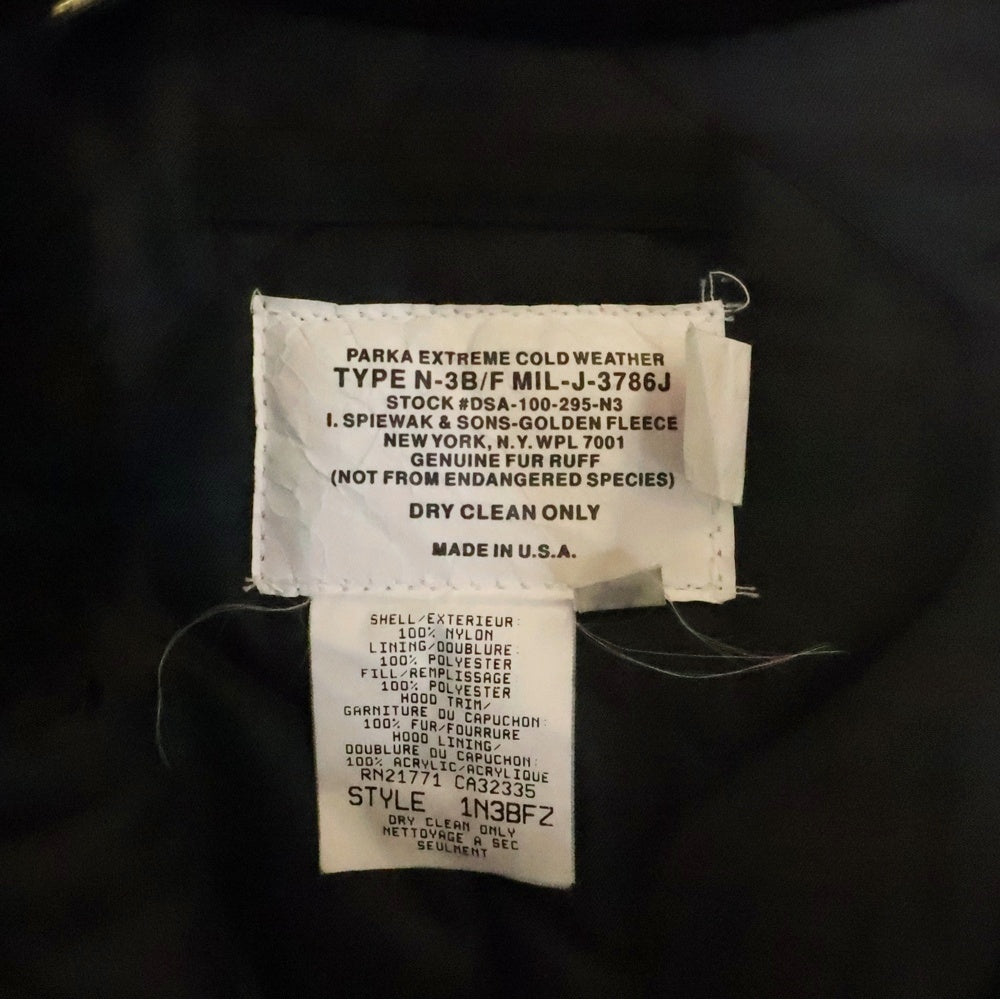 PARKA EXTREME COLD WEATHER
TYPE N-3B/F MIL-J-3786J
STOCK #DSA-100-295-N3
I. SPIEWAK & SONS-GOLDEN FLEECE
NEW YORK, N.Y. WPL 7001
GENUINE FUR RUFF
(NOT FROM ENDANGERED SPECIES)
DRY CLEAN ONLY
MADE IN U.S.A.
SHELL/EXTERIEUR:
100% NYLON
LINING/DOUBLURE:
100% POLYESTER
FILL/REMPLISSAGE
100% POLYESTER
HOOD TRIM/
GARNITURE DU CAPUCHON:
100% FUR/FOURRURE
HOOD LINING/
DOUBLURE DU CAPUCHON:
100% ACRYLIC/ACRYLIQUE
RN21771 CA32335
STYLE 1N3BFZ
DRY CLEAN ONLY
NETTOYAGE A SEC
SEULMENT